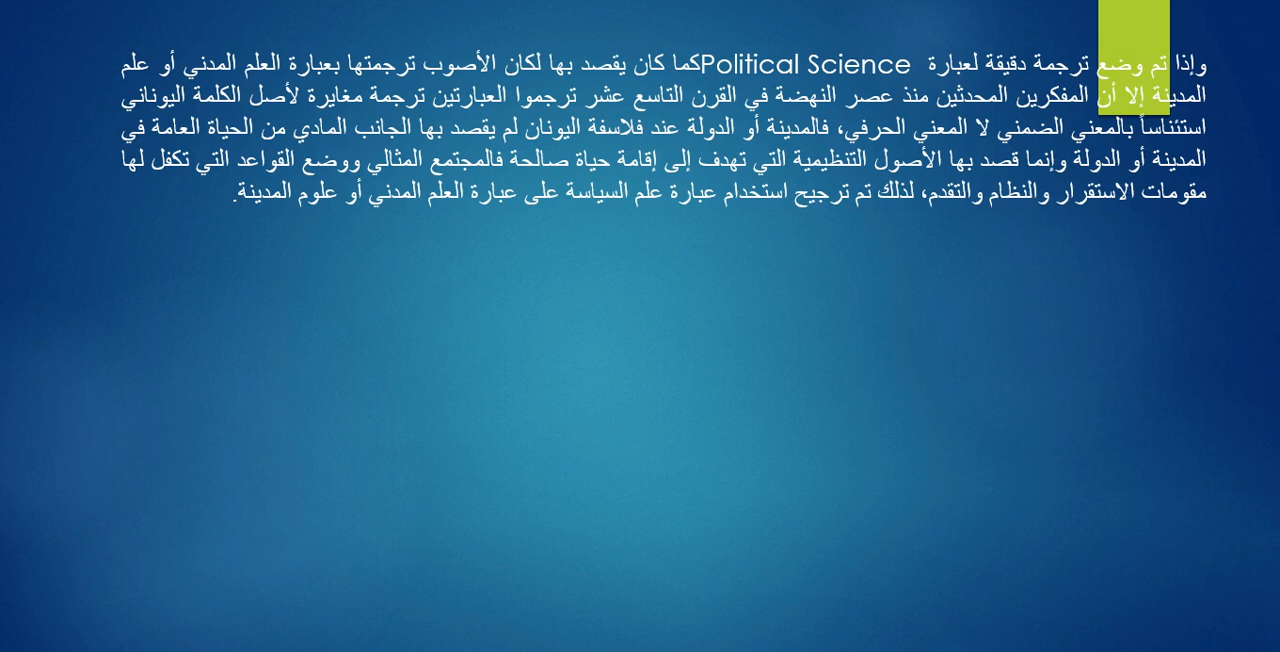 وإذا تم وضع ترجمة دقيقة لعبارة Political Scienceكما كان يقصد بها لكان الأصوب ترجمتها بعبارة العلم المدني أو علم
المدينة إلا أن المفكرين المحدثين منذ عصر النهضة في القرن التاسع عشر ترجموا العبارتين ترجمة مغايرة لأصل الكلمة اليوناني
استئناساً بالمعني الضمني لا المعني الحرفي، فالمدينة أو الدولة عند فلاسفة اليونان لم يقصد بها الجانب المادي من الحياة العامة في
المدينة أو الدولة وإنما قصد بها الأصول التنظيمية التي تهدف إلى إقامة حياة صالحة فالمجتمع المثالي ووضع القواعد التي تكفل لها
مقومات الاستقرار والنظام والتقدم، لذلك تم ترجيح استخدام عبارة علم السياسة على عبارة العلم المدني أو علوم المدينة.